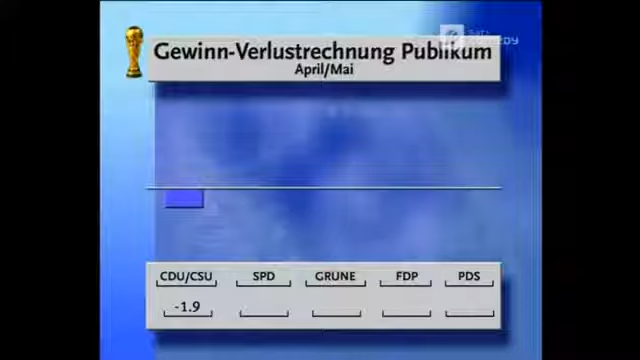 Gewinn-Verlustrechnung Publikum
April/Mai
CDU/CSU SPD GRÜNE FDP PDS
-1.9